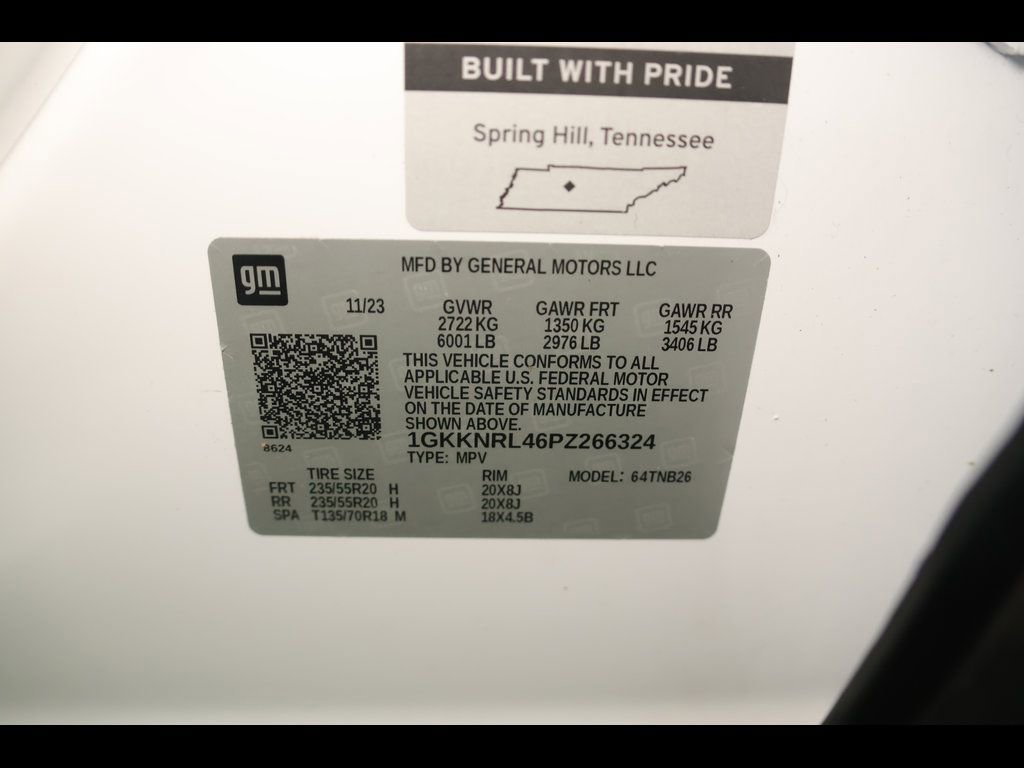 BUILT WITH PRIDE
Spring Hill, Tennessee
gm
MFD BY GENERAL MOTORS LLC
11/23 GVWR GAWR FRT GAWR RR
2722 KG 1350 KG 1545 KG
6001 LB 2976 LB 3406 LB
THIS VEHICLE CONFORMS TO ALL
APPLICABLE U.S. FEDERAL MOTOR
VEHICLE SAFETY STANDARDS IN EFFECT
ON THE DATE OF MANUFACTURE
SHOWN ABOVE.
8624
1GKKNRL46PZ266324
TYPE: MPV
TIRE SIZE RIM MODEL: 64TNB26
FRT 235/55R20 H 20X8J
RR 235/55R20 H 20X8J
SPA T135/70R18 M 18X4.5B